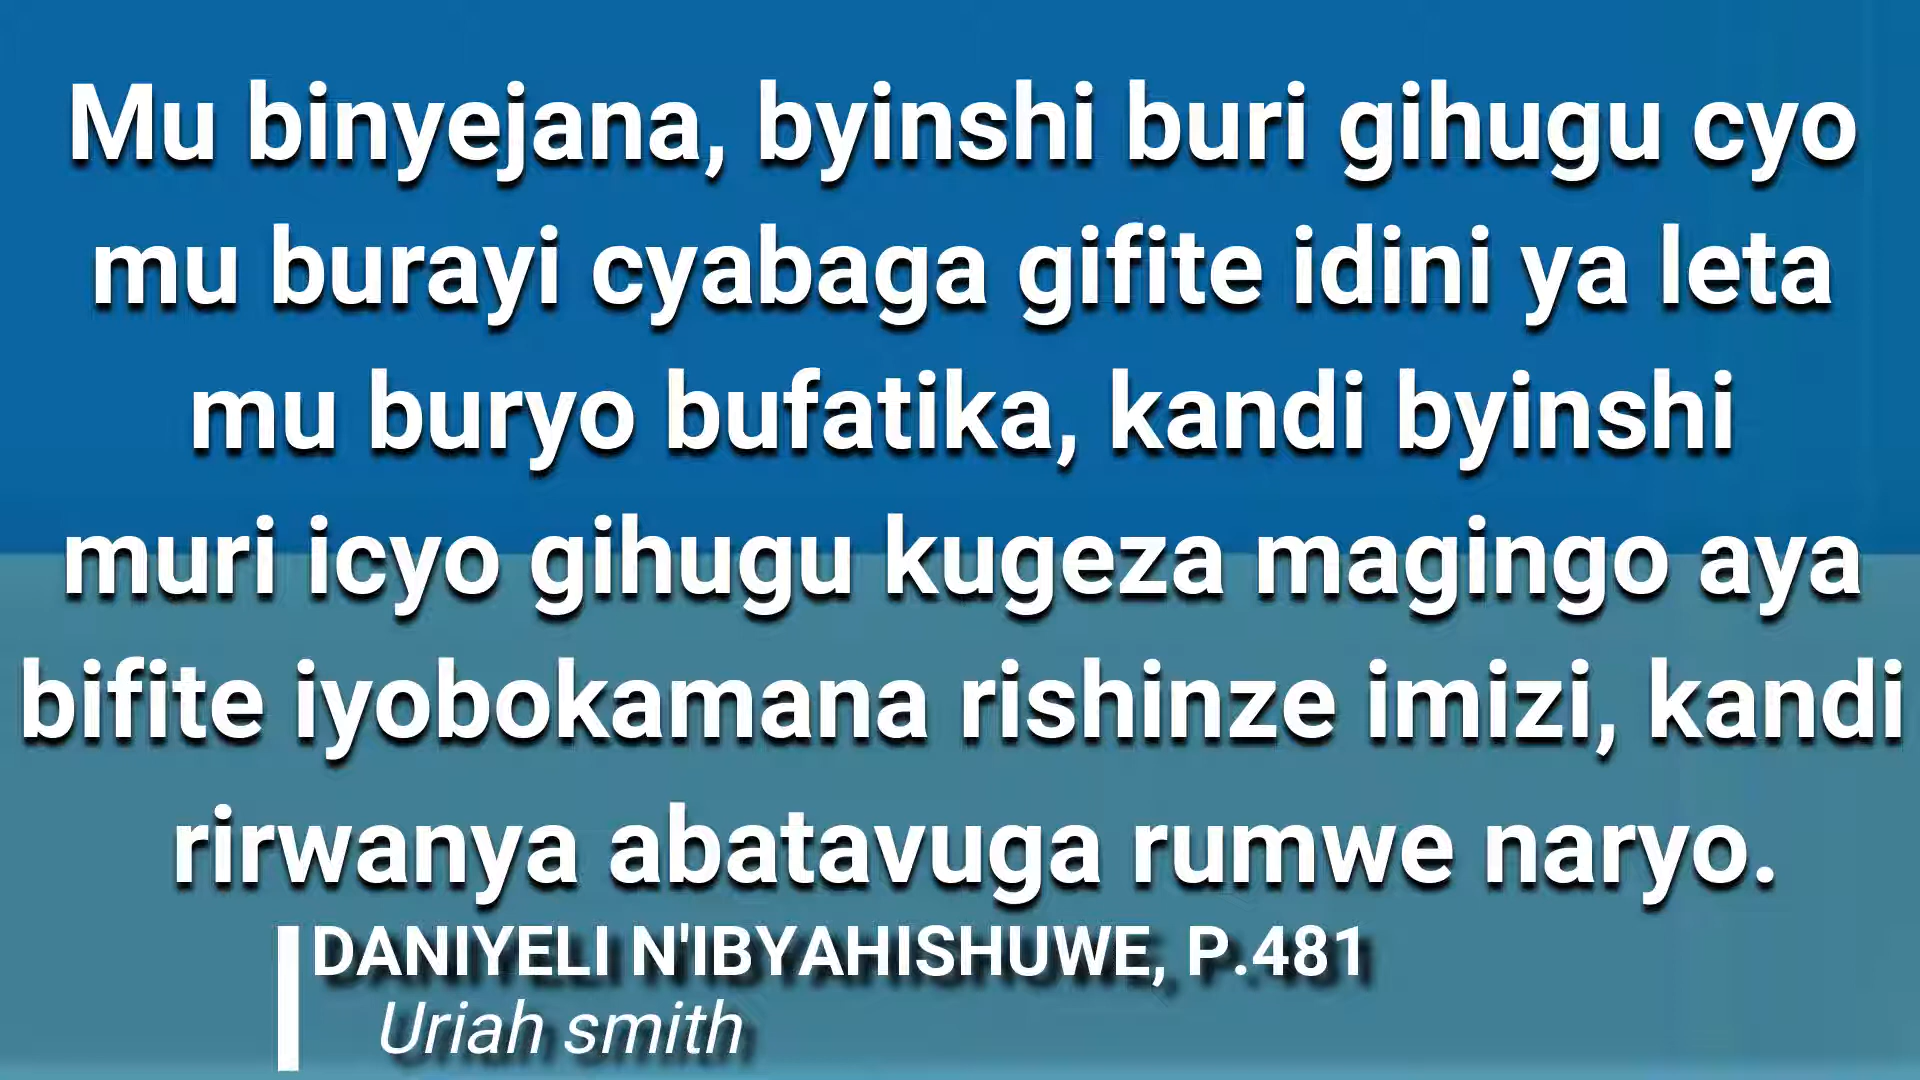 Mu binyejana, byinshi buri gihugu cyo
mu burayi cyabaga gifite idini ya leta
mu buryo bufatika, kandi byinshi
muri icyo gihugu kugeza magingo aya
bifite iyobokamana rishinze imizi, kandi
rirwanya abatavuga rumwe naryo.
DANIYELI N'IBYAHISHUWE, P.481
Uriah smith